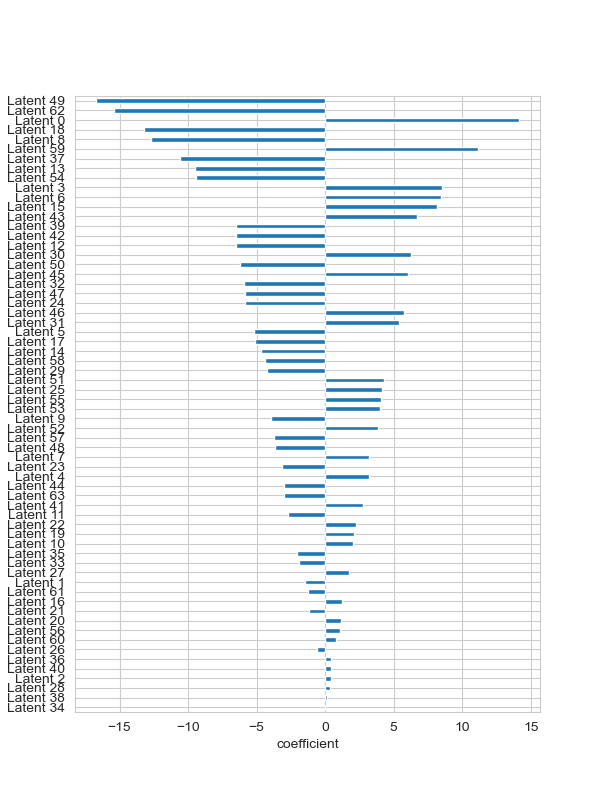 Latent 49
Latent 62
Latent 0
Latent 18
Latent 8
Latent 59
Latent 37
Latent 13
Latent 54
Latent 3
Latent 6
Latent 15
Latent 43
Latent 39
Latent 42
Latent 12
Latent 30
Latent 50
Latent 45
Latent 32
Latent 47
Latent 24
Latent 46
Latent 31
Latent 5
Latent 17
Latent 14
Latent 58
Latent 29
Latent 51
Latent 25
Latent 55
Latent 53
Latent 9
Latent 52
Latent 57
Latent 48
Latent 7
Latent 23
Latent 4
Latent 44
Latent 63
Latent 41
Latent 11
Latent 22
Latent 19
Latent 10
Latent 35
Latent 33
Latent 27
Latent 1
Latent 61
Latent 16
Latent 21
Latent 20
Latent 56
Latent 60
Latent 26
Latent 36
Latent 40
Latent 2
Latent 28
Latent 38
Latent 34
−15 −10 −5 0 5 10 15
coefficient